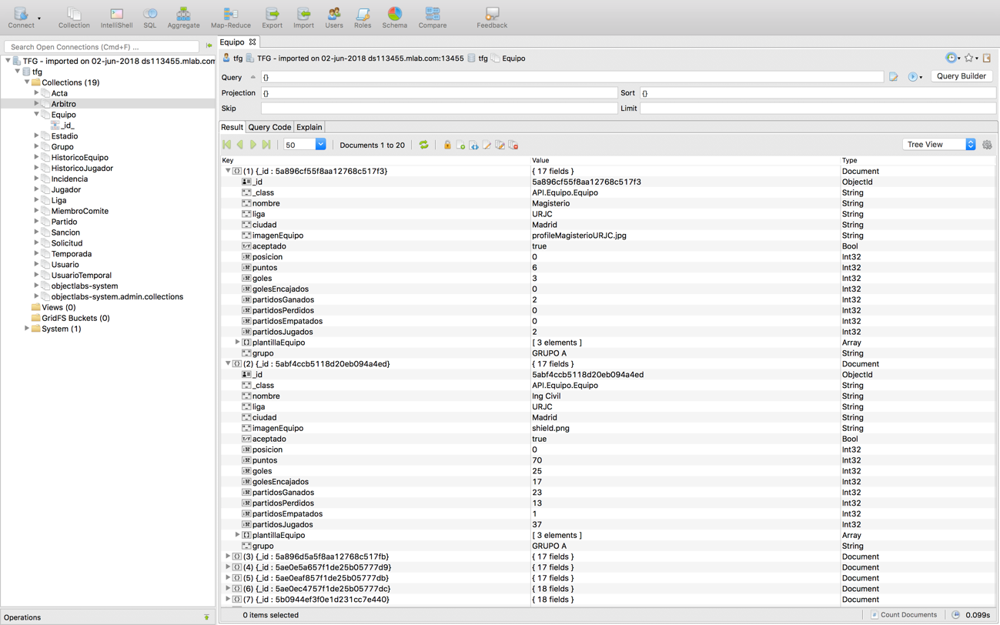 Connect Collection IntelliShell SQL Aggregate Map-Reduce Export Import Users Roles Schema Compare Feedback
Search Open Connections (Cmd+F) ...
TFG - imported on 02-jun-2018 ds113455.mlab.com
tfg
Collections (19)
Acta
Arbitro
Equipo
_id_
Estadio
Grupo
HistoricoEquipo
HistoricoJugador
Incidencia
Jugador
Liga
MiembroComite
Partido
Sancion
Solicitud
Temporada
Usuario
UsuarioTemporal
objectlabs-system
objectlabs-system.admin.collections
Views (0)
GridFS Buckets (0)
System (1)
Operations
Equipo
tfg TFG - imported on 02-jun-2018 ds113455.mlab.com:13455 tfg Equipo
Query {} Query Builder
Projection {} Sort {}
Skip Limit
Result Query Code Explain
50 Documents 1 to 20 Tree View
Key Value Type
(1) {_id : 5a896cf55f8aa12768c517f3} { 17 fields } Document
_id 5a896cf55f8aa12768c517f3 ObjectId
_class API.Equipo.Equipo String
nombre Magisterio String
liga URJC String
ciudad Madrid String
imagenEquipo profileMagisterioURJC.jpg String
aceptado true Bool
posicion 0 Int32
puntos 6 Int32
goles 3 Int32
golesEncajados 0 Int32
partidosGanados 2 Int32
partidosPerdidos 0 Int32
partidosEmpatados 0 Int32
partidosJugados 2 Int32
plantillaEquipo [ 3 elements ] Array
grupo GRUPO A String
(2) {_id : 5abf4ccb5118d20eb094a4ed} { 17 fields } Document
_id 5abf4ccb5118d20eb094a4ed ObjectId
_class API.Equipo.Equipo String
nombre Ing Civil String
liga URJC String
ciudad Madrid String
imagenEquipo shield.png String
aceptado true Bool
posicion 0 Int32
puntos 70 Int32
goles 25 Int32
golesEncajados 17 Int32
partidosGanados 23 Int32
partidosPerdidos 13 Int32
partidosEmpatados 1 Int32
partidosJugados 37 Int32
plantillaEquipo [ 3 elements ] Array
grupo GRUPO A String
(3) {_id : 5a896d5a5f8aa12768c517fb} { 17 fields } Document
(4) {_id : 5ae0e5a657f1de25b05777d9} { 17 fields } Document
(5) {_id : 5ae0eaf857f1de25b05777db} { 17 fields } Document
(6) {_id : 5ae0ec4757f1de25b05777dc} { 18 fields } Document
(7) {_id : 5b0944ef3f0e1d231cc7e440} { 18 fields } Document
0 items selected # Count Documents 0.099s